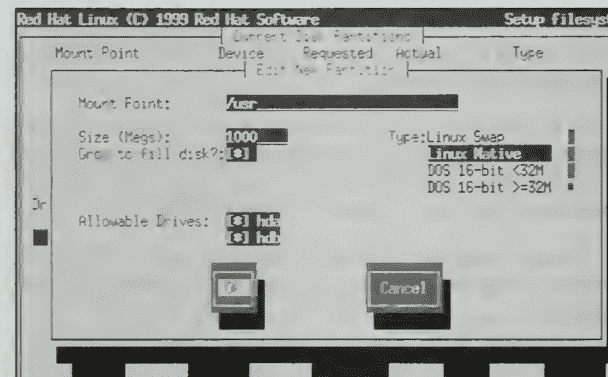 Red Hat Linux (C) 1999 Red Hat Software Setup filesys
Current Disk Partitions
Mount Point Device Requested Actual Type
Edit New Partition
Mount Point: /usr
Size (Megs): 1000 Type:Linux Swap
Grow to fill disk?:[*] Linux Native
DOS 16-bit <32M
DOS 16-bit >=32M
Dr
Allowable Drives: [*] hda
[*] hdb
Ok Cancel